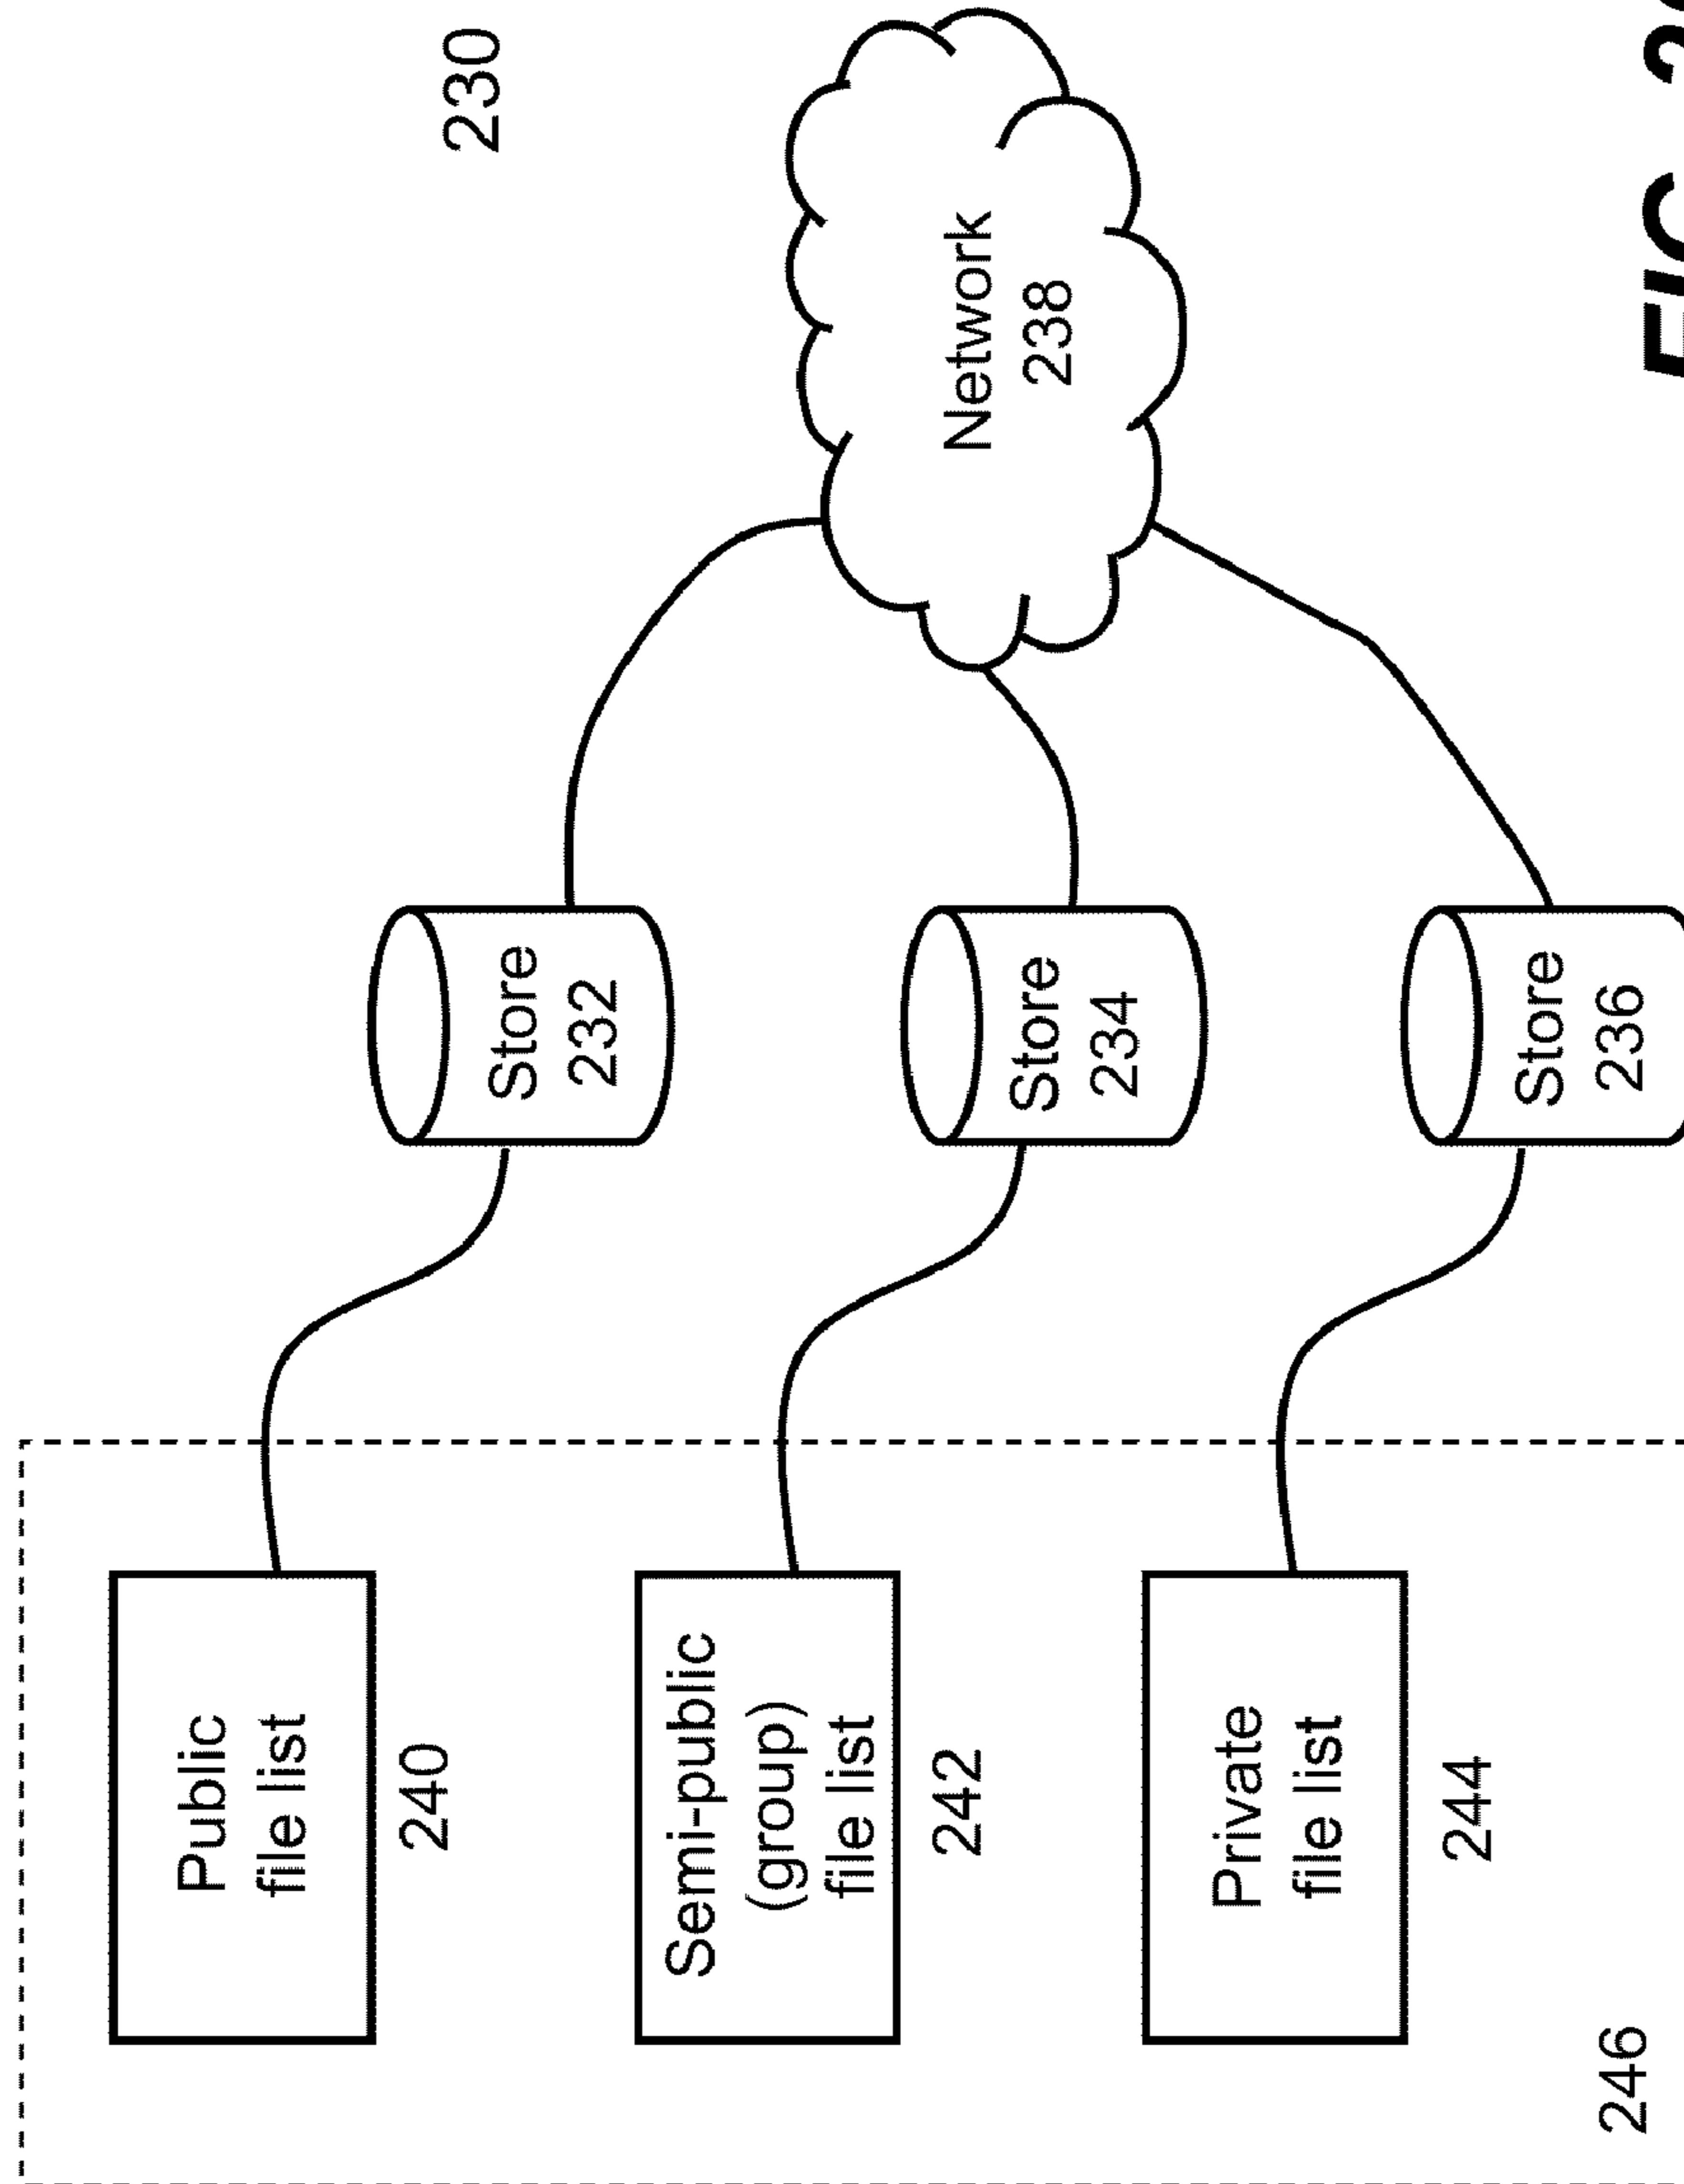 230
Public
file list
240
Store
232
Semi-public
(group)
file list
242
Store
234
Network
238
Private
file list
244
Store
236
246